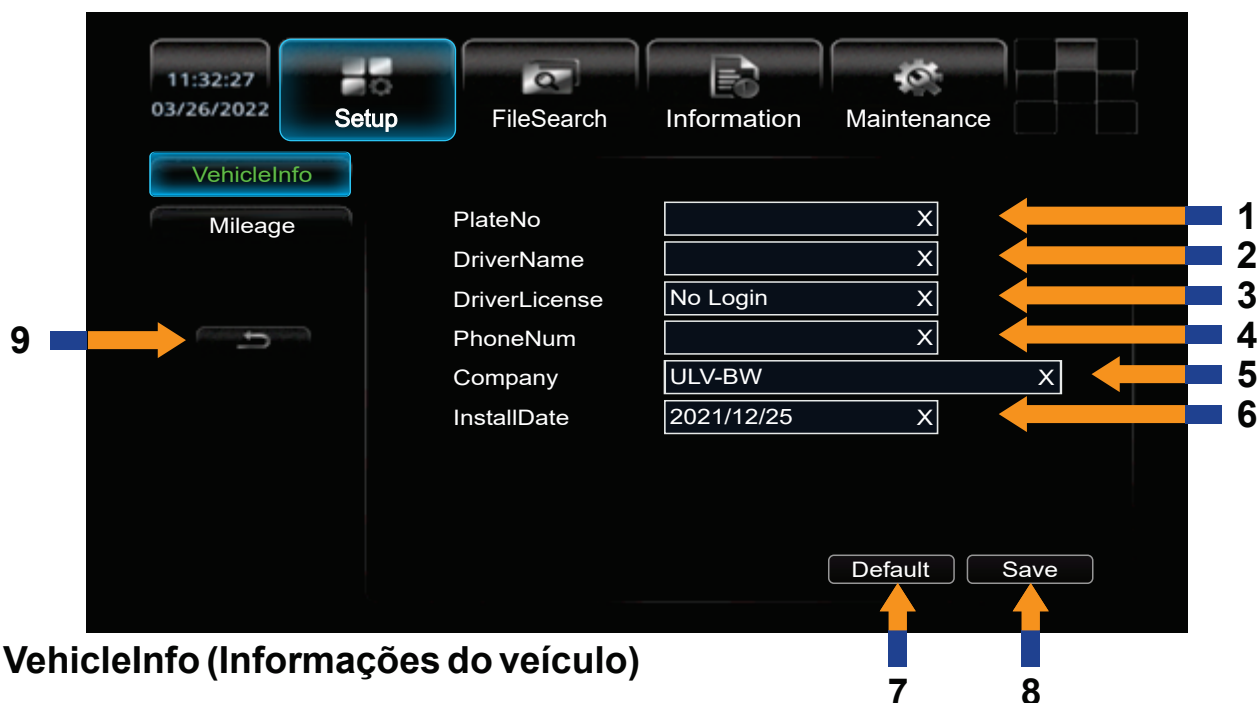 11:32:27
03/26/2022
Setup
FileSearch
Information
Maintenance
VehicleInfo
Mileage
PlateNo X 1
DriverName X 2
DriverLicense No Login X 3
PhoneNum X 4
9
Company ULV-BW X 5
InstallDate 2021/12/25 X 6
Default Save
VehicleInfo (Informações do veículo)
7 8